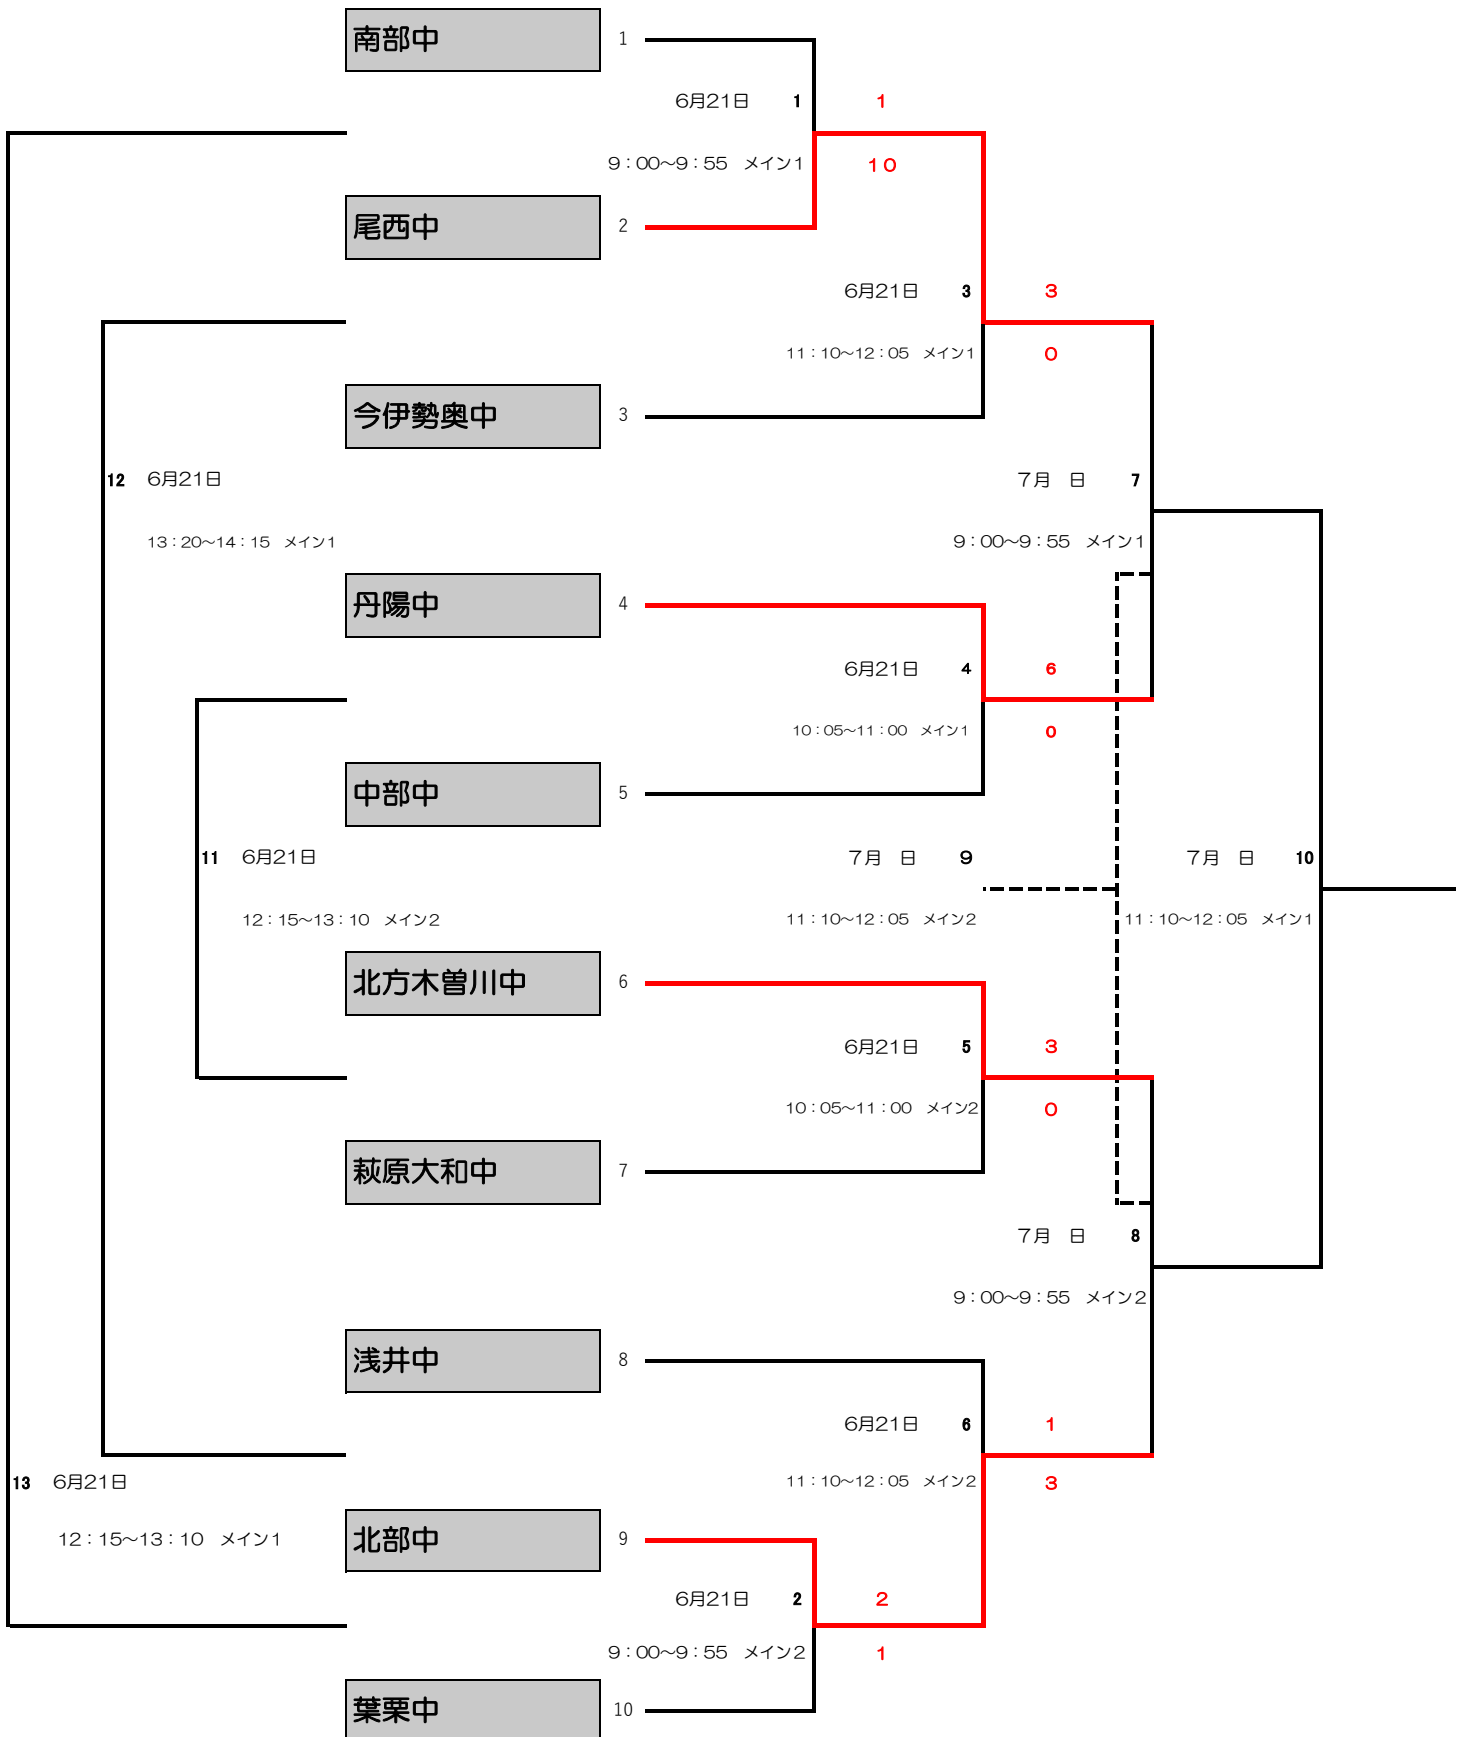 南部中 1
6月21日 1 1
9：00～9：55 メイン1 10
尾西中 2
6月21日 3 3
11：10～12：05 メイン1 0
今伊勢奥中 3
12 6月21日 7月 日 7
13：20～14：15 メイン1 9：00～9：55 メイン1
丹陽中 4
6月21日 4 6
10：05～11：00 メイン1 0
中部中 5
11 6月21日 7月 日 9 7月 日 10
12：15～13：10 メイン2 11：10～12：05 メイン2 11：10～12：05 メイン1
北方木曽川中 6
6月21日 5 3
10：05～11：00 メイン2 0
萩原大和中 7
7月 日 8
9：00～9：55 メイン2
浅井中 8
6月21日 6 1
13 6月21日 11：10～12：05 メイン2 3
12：15～13：10 メイン1 北部中 9
6月21日 2 2
9：00～9：55 メイン2 1
葉栗中 10